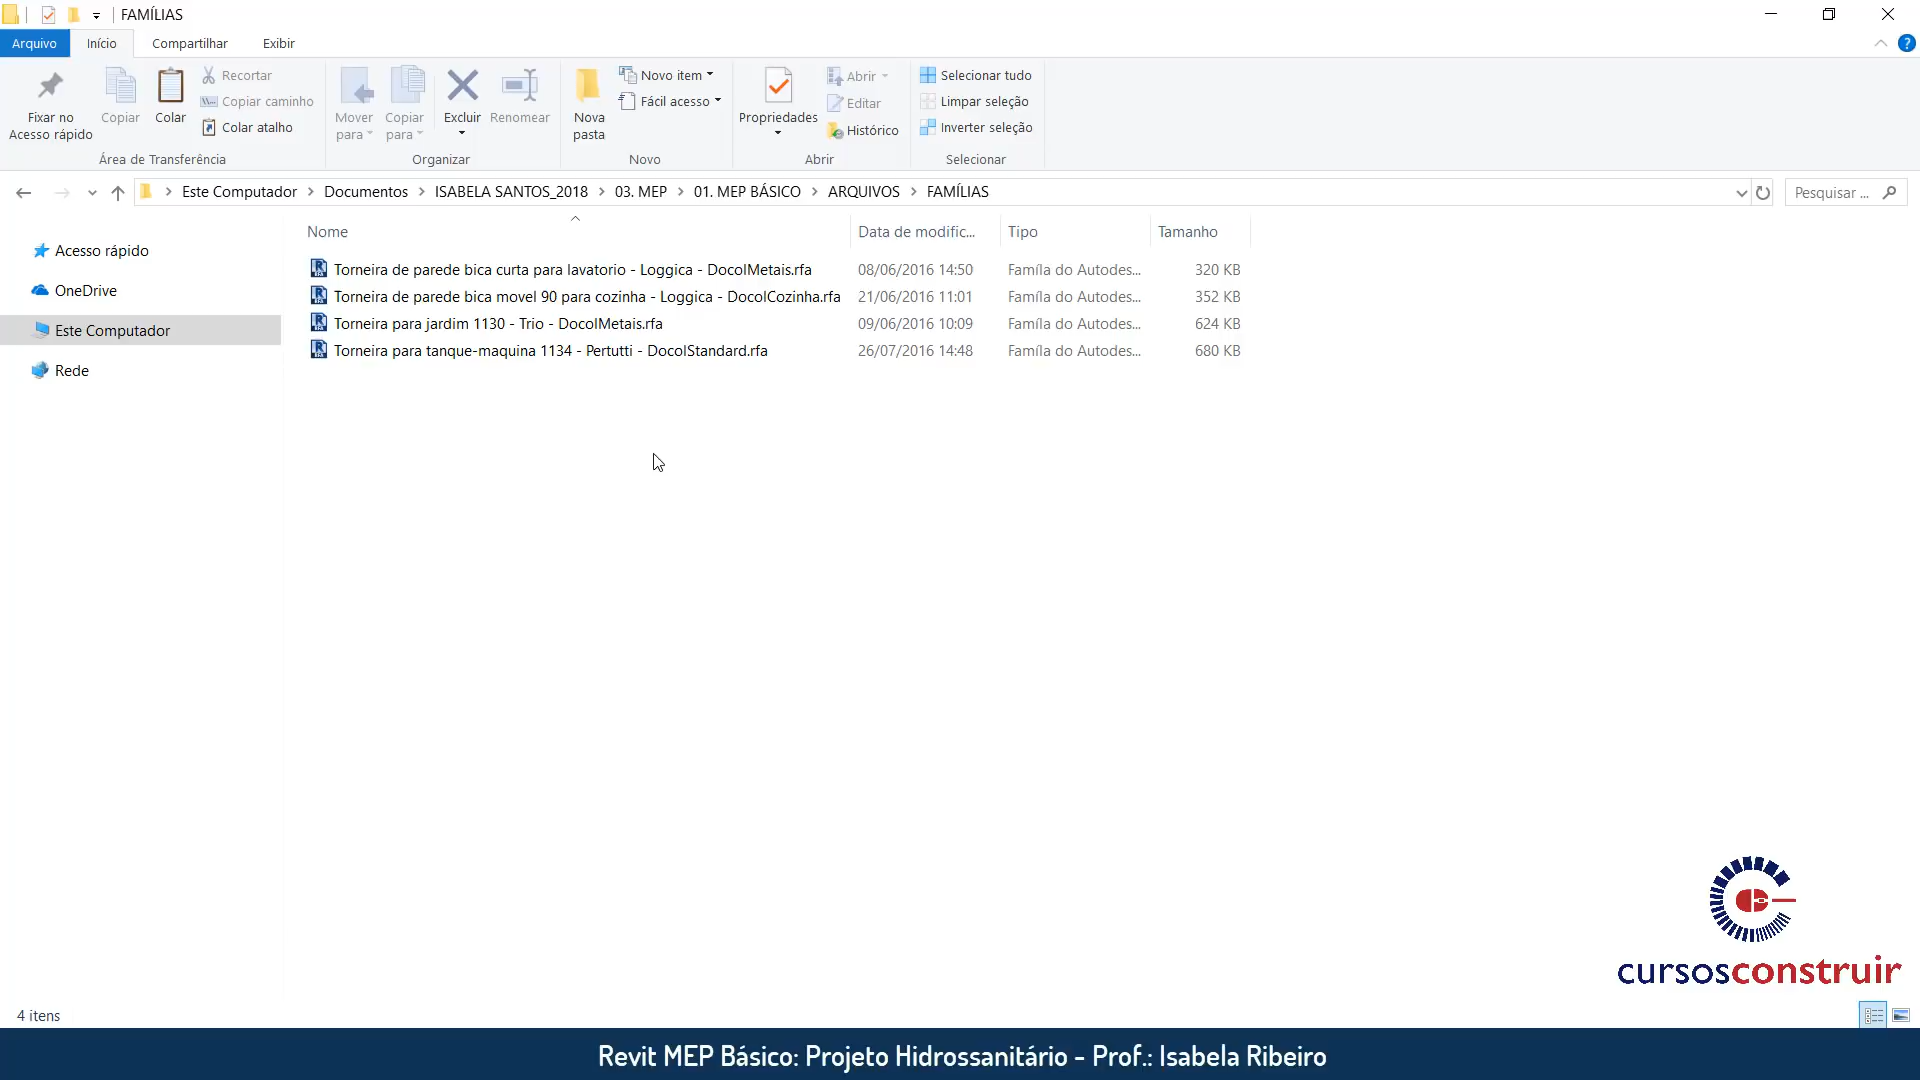 FAMÍLIAS
Arquivo Início Compartilhar Exibir
Fixar no Acesso rápido
Copiar
Colar
Recortar
Copiar caminho
Colar atalho
Área de Transferência
Mover para
Copiar para
Excluir
Renomear
Organizar
Nova pasta
Novo item
Fácil acesso
Novo
Propriedades
Abrir
Editar
Histórico
Abrir
Selecionar tudo
Limpar seleção
Inverter seleção
Selecionar
Este Computador > Documentos > ISABELA SANTOS_2018 > 03. MEP > 01. MEP BÁSICO > ARQUIVOS > FAMÍLIAS
Pesquisar ...
Acesso rápido
OneDrive
Este Computador
Rede
Nome Data de modific... Tipo Tamanho
Torneira de parede bica curta para lavatorio - Loggica - DocolMetais.rfa 08/06/2016 14:50 Famíla do Autodes... 320 KB
Torneira de parede bica movel 90 para cozinha - Loggica - DocolCozinha.rfa 21/06/2016 11:01 Famíla do Autodes... 352 KB
Torneira para jardim 1130 - Trio - DocolMetais.rfa 09/06/2016 10:09 Famíla do Autodes... 624 KB
Torneira para tanque-maquina 1134 - Pertutti - DocolStandard.rfa 26/07/2016 14:48 Famíla do Autodes... 680 KB
cursosconstruir
4 itens
Revit MEP Básico: Projeto Hidrossanitário - Prof.: Isabela Ribeiro